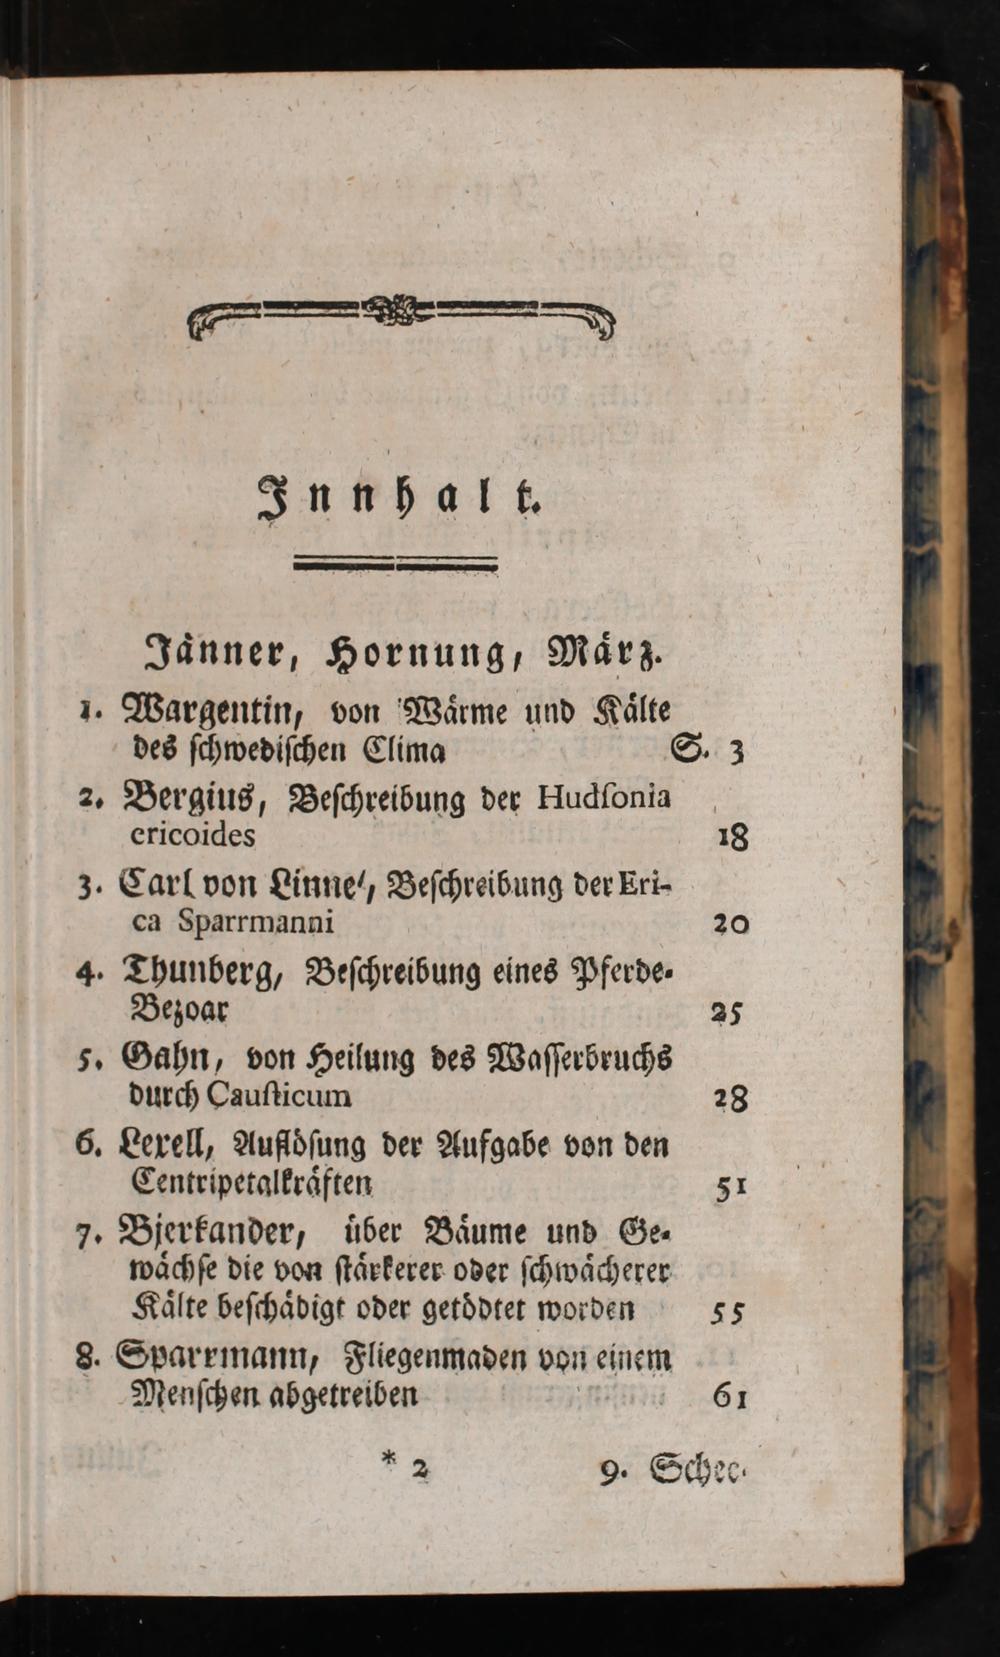 Innhalt.
Jänner, Hornung, März.
1. Wargentin, von Wärme und Kälte
des schwedischen Clima S. 3
2. Bergius, Beschreibung der Hudſonia
ericoides 18
3. Carl von Linne', Beschreibung der Eri-
ca Sparrmanni 20
4. Thunberg, Beschreibung eines Pferde-
Bezoar 25
5. Gahn, von Heilung des Wasserbruchs
durch Cauſticum 28
6. Lexell, Auflösung der Aufgabe von den
Centripetalkräften 51
7. Bjerkander, über Bäume und Ge-
wächse die von stärkerer oder schwächerer
Kälte beschädigt oder getödtet worden 55
8. Sparrmann, Fliegenmaden von einem
Menschen abgetreiben 61
* 2 9. Schee-